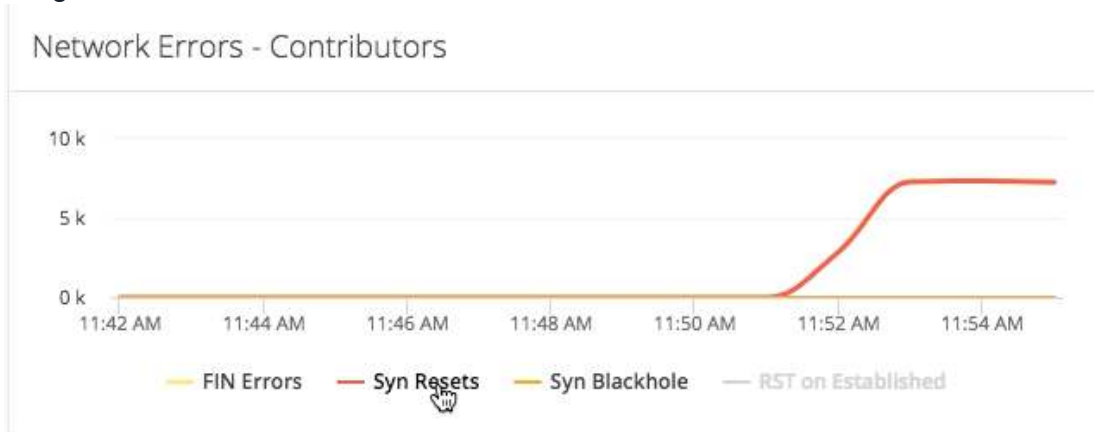 Network Errors - Contributors
10 k
5 k
0 k
11:42 AM 11:44 AM 11:46 AM 11:48 AM 11:50 AM 11:52 AM 11:54 AM
FIN Errors Syn Resets Syn Blackhole RST on Established